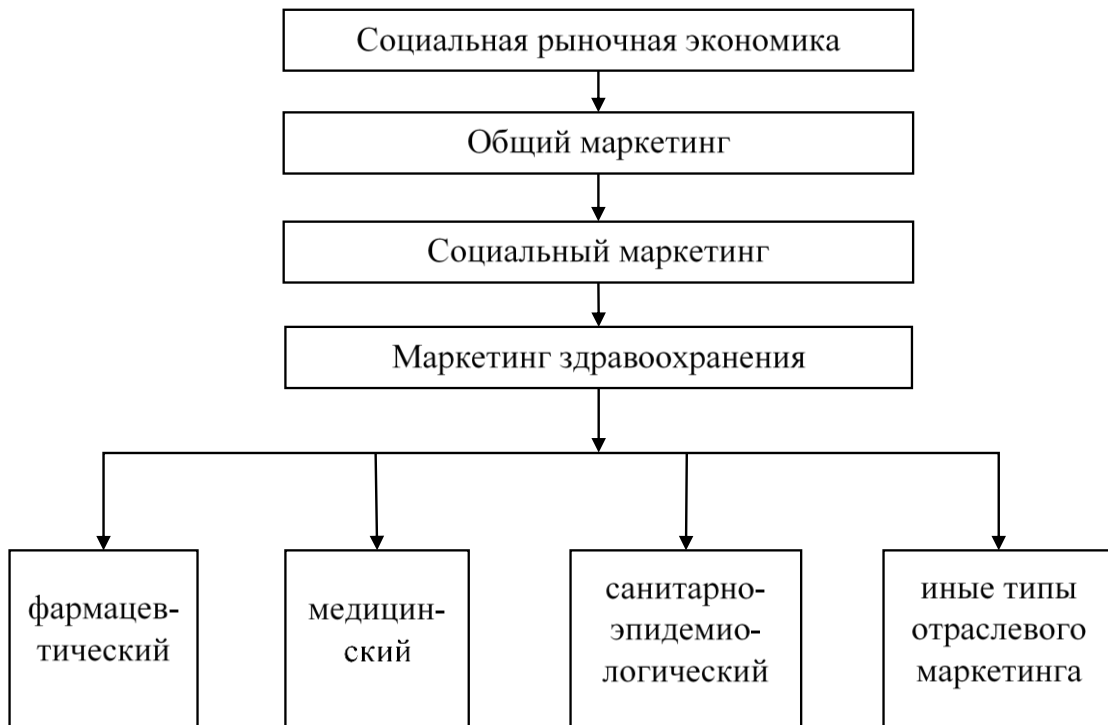 Социальная рыночная экономика
Общий маркетинг
Социальный маркетинг
Маркетинг здравоохранения
фармацев-
тический
медицин-
ский
санитарно-
эпидемио-
логический
иные типы
отраслевого
маркетинга